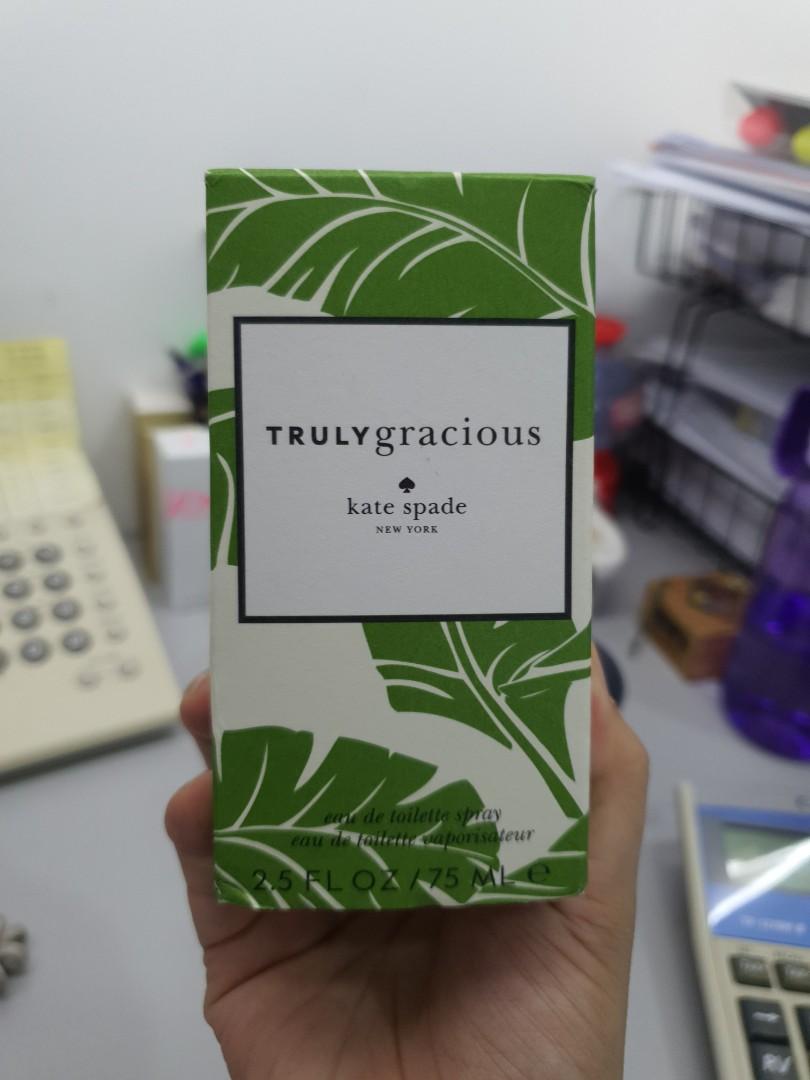 TRULYgracious
kate spade
NEW YORK
eau de toilette spray
eau de toilette vaporisateur
2.5 FL OZ / 75 ML ℮